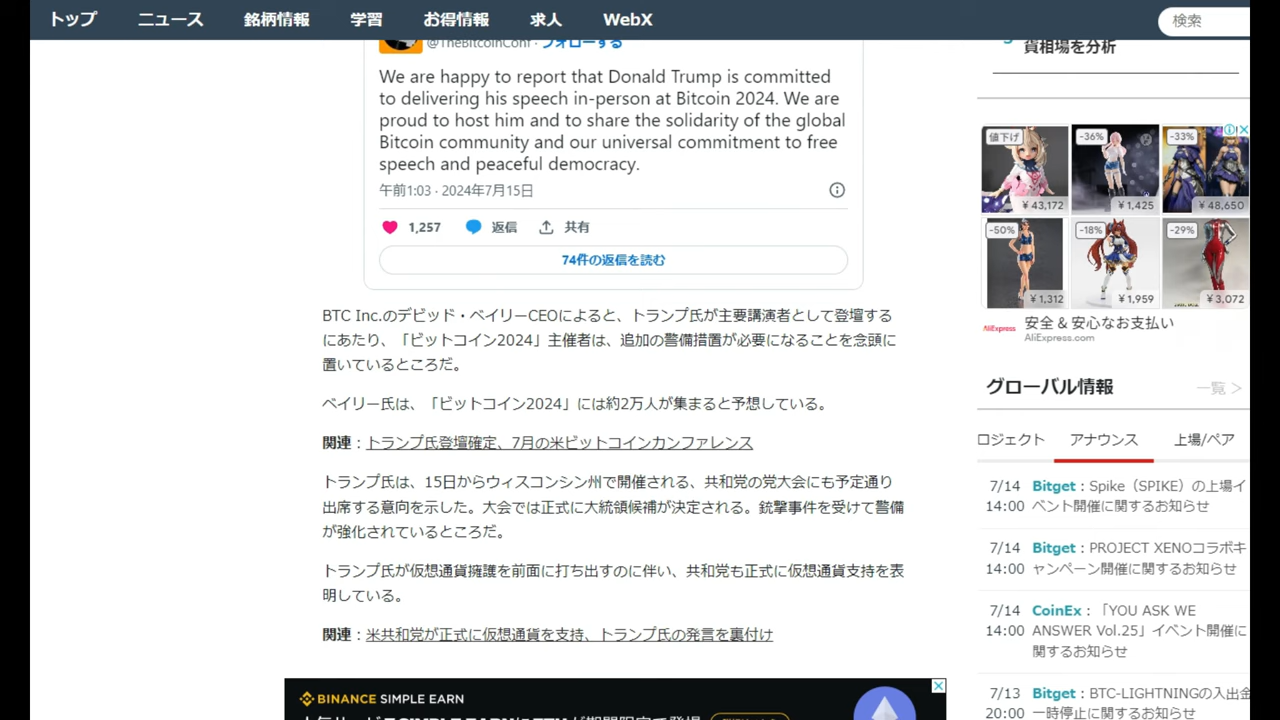 トップ ニュース 銘柄情報 学習 お得情報 求人 WebX 検索
@TheBitcoinConf · フォローする
We are happy to report that Donald Trump is committed
to delivering his speech in-person at Bitcoin 2024. We are
proud to host him and to share the solidarity of the global
Bitcoin community and our universal commitment to free
speech and peaceful democracy.
午前1:03 · 2024年7月15日
1,257 返信 共有
74件の返信を読む
BTC Inc.のデビッド・ベイリーCEOによると、トランプ氏が主要講演者として登壇する
にあたり、「ビットコイン2024」主催者は、追加の警備措置が必要になることを念頭に
置いているところだ。
ベイリー氏は、「ビットコイン2024」には約2万人が集まると予想している。
関連：トランプ氏登壇確定、7月の米ビットコインカンファレンス
トランプ氏は、15日からウィスコンシン州で開催される、共和党の党大会にも予定通り
出席する意向を示した。大会では正式に大統領候補が決定される。銃撃事件を受けて警備
が強化されているところだ。
トランプ氏が仮想通貨擁護を前面に打ち出すのに伴い、共和党も正式に仮想通貨支持を表
明している。
関連：米共和党が正式に仮想通貨を支持、トランプ氏の発言を裏付け
BINANCE SIMPLE EARN
貨相場を分析
値下げ -36% -33%
¥43,172 ¥1,425 ¥48,650
-50% -18% -29%
¥1,312 ¥1,959 ¥3,072
AliExpress 安全 & 安心なお支払い
AliExpress.com
グローバル情報 一覧 >
ロジェクト アナウンス 上場/ペア
7/14 Bitget：Spike（SPIKE）の上場イ
14:00 ベント開催に関するお知らせ
7/14 Bitget：PROJECT XENOコラボキ
14:00 ャンペーン開催に関するお知らせ
7/14 CoinEx：「YOU ASK WE
14:00 ANSWER Vol.25」イベント開催に
関するお知らせ
7/13 Bitget：BTC-LIGHTNINGの入出金
20:00 一時停止に関するお知らせ